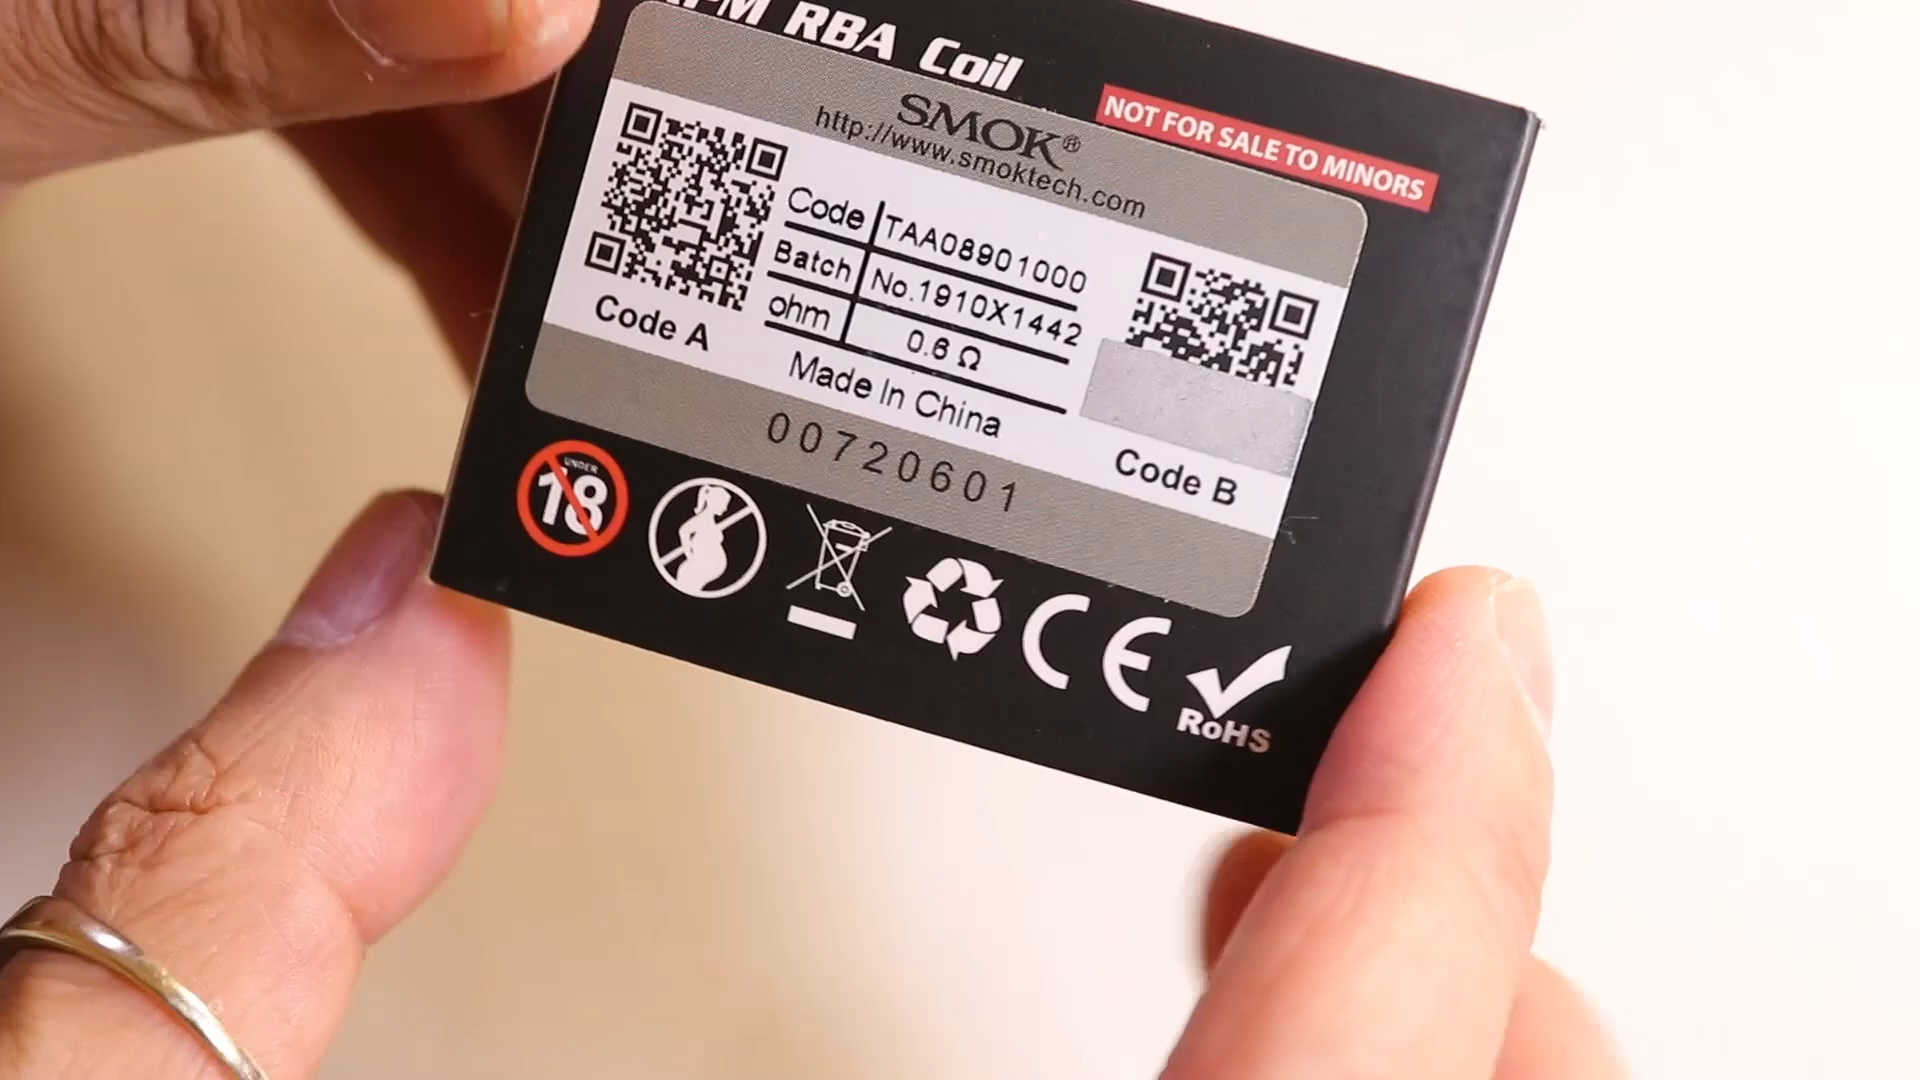 RBA Coil
NOT FOR SALE TO MINORS
SMOK®
http://www.smoktech.com
Code TAA08901000
Batch No.1910X1442
ohm 0.6 Ω
Made In China
Code A
Code B
00720601
UNDER
18
CE
RoHS